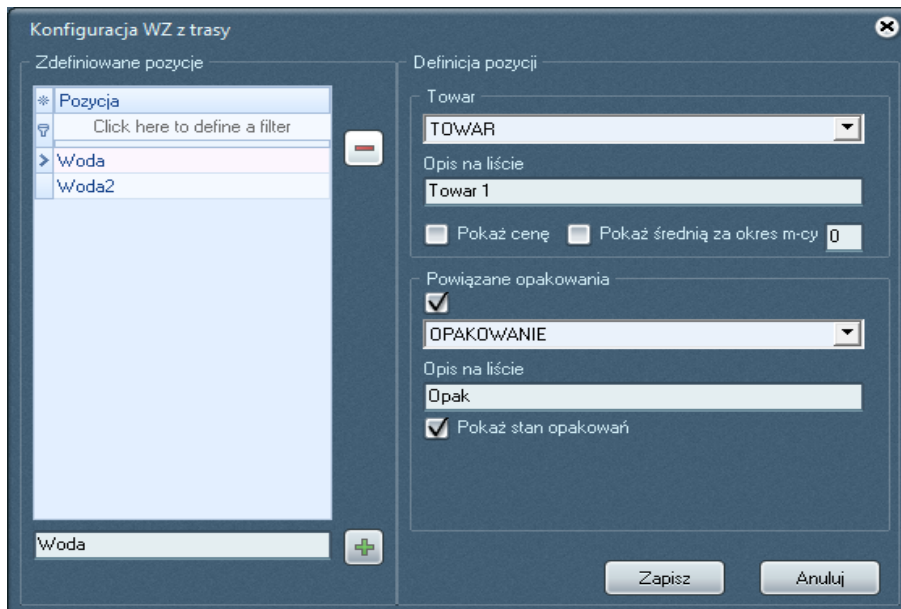 Konfiguracja WZ z trasy
Zdefiniowane pozycje
Pozycja
Click here to define a filter
Woda
Woda2
Woda
Definicja pozycji
Towar
TOWAR
Opis na liście
Towar 1
Pokaż cenę Pokaż średnią za okres m-cy 0
Powiązane opakowania
OPAKOWANIE
Opis na liście
Opak
Pokaż stan opakowań
Zapisz Anuluj